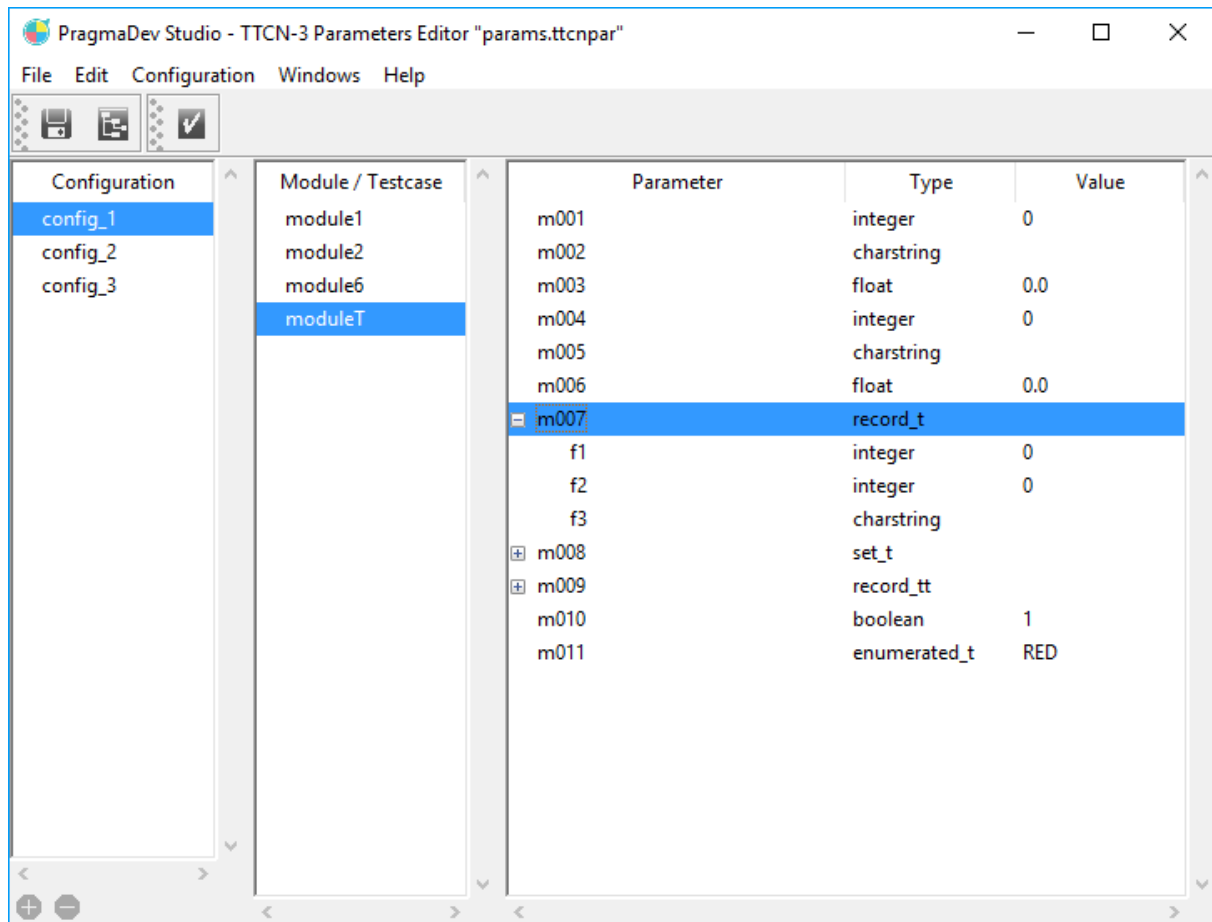 PragmaDev Studio - TTCN-3 Parameters Editor "params.ttcnpar"
File Edit Configuration Windows Help
Configuration Module / Testcase Parameter Type Value
config_1 module1 m001 integer 0
config_2 module2 m002 charstring
config_3 module6 m003 float 0.0
moduleT m004 integer 0
m005 charstring
m006 float 0.0
m007 record_t
f1 integer 0
f2 integer 0
f3 charstring
m008 set_t
m009 record_tt
m010 boolean 1
m011 enumerated_t RED